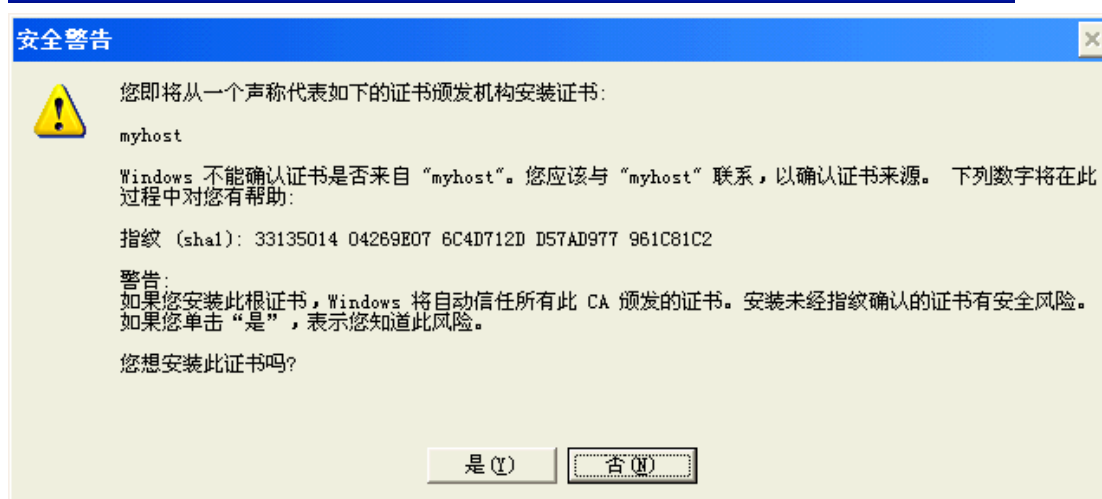 安全警告
您即将从一个声称代表如下的证书颁发机构安装证书:
myhost
Windows 不能确认证书是否来自 "myhost"。您应该与 "myhost" 联系，以确认证书来源。 下列数字将在此
过程中对您有帮助:
指纹 (sha1): 33135014 04269E07 6C4D712D D57AD977 961C81C2
警告:
如果您安装此根证书，Windows 将自动信任所有此 CA 颁发的证书。安装未经指纹确认的证书有安全风险。
如果您单击“是”，表示您知道此风险。
您想安装此证书吗?
是(Y) 否(N)